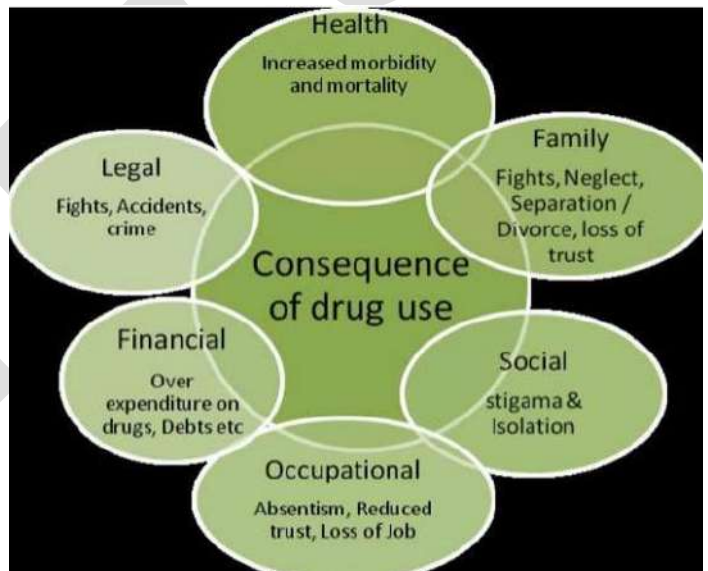 Health
Increased morbidity
and mortality
Family
Fights, Neglect,
Separation /
Divorce, loss of
trust
Legal
Fights, Accidents,
crime
Consequence
of drug use
Financial
Over
expenditure on
drugs, Debts etc
Social
stigama &
Isolation
Occupational
Absentism, Reduced
trust, Loss of Job